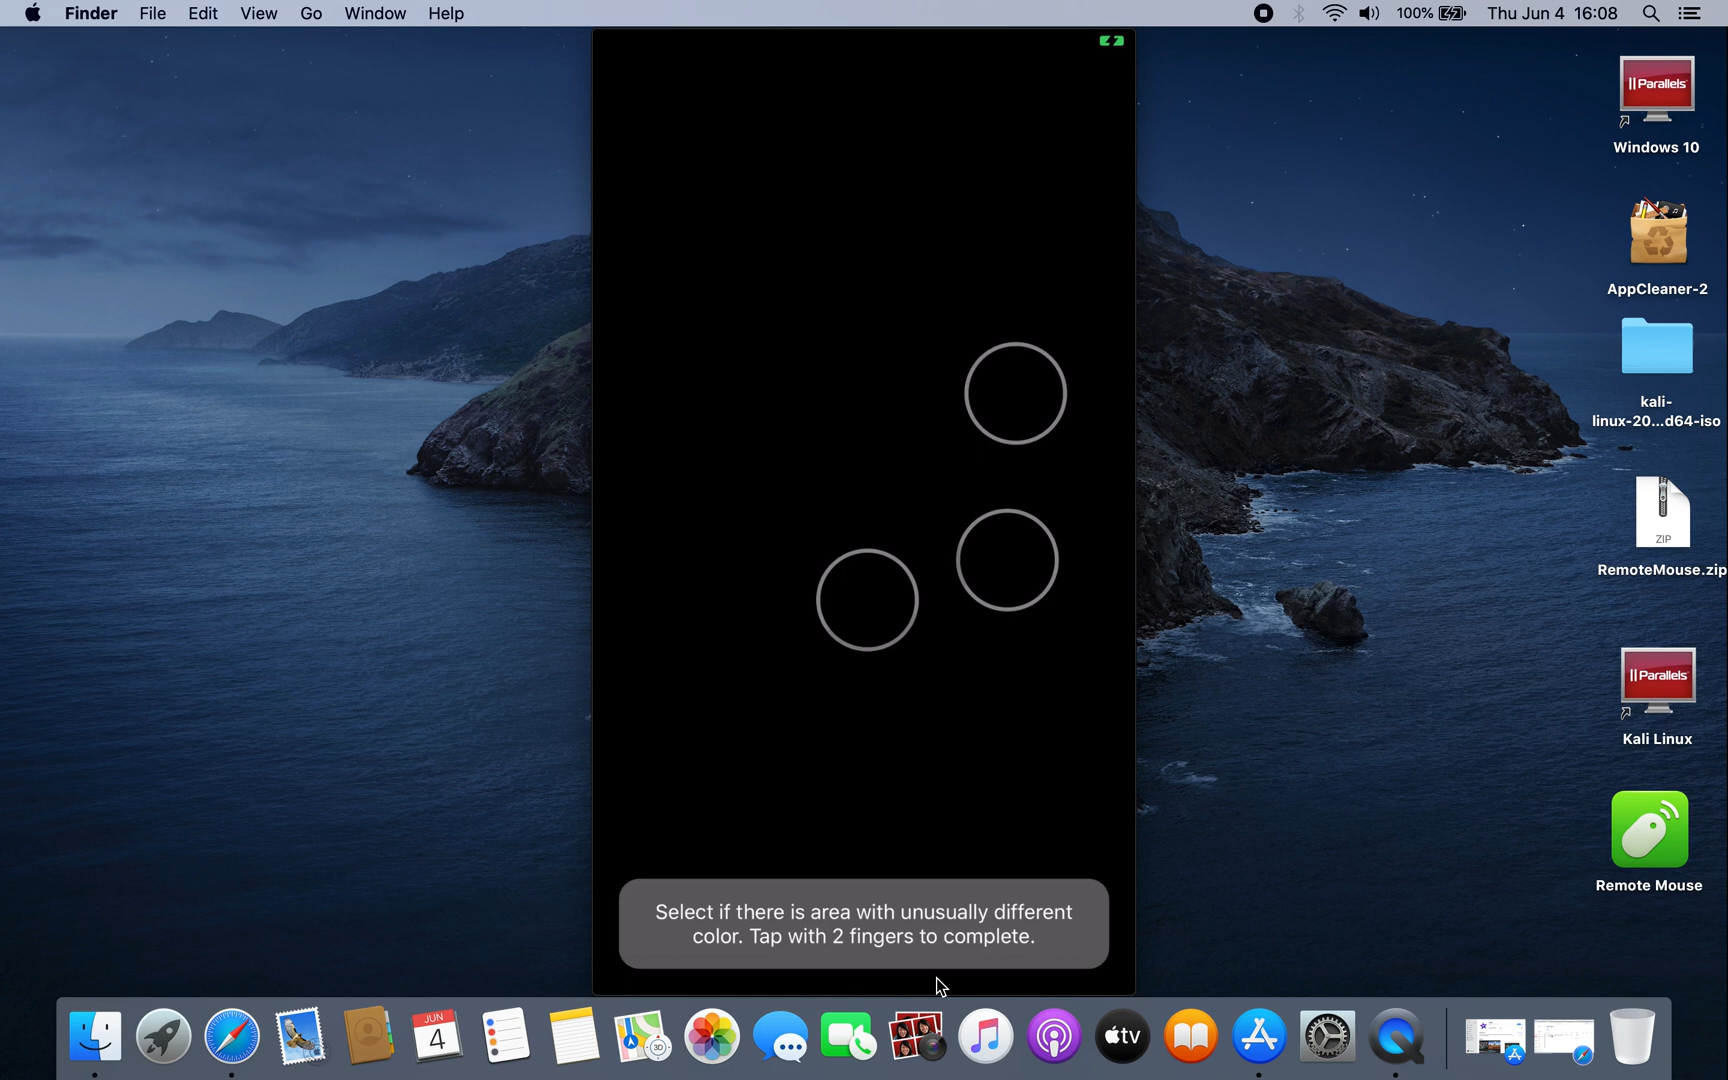 Finder File Edit View Go Window Help 100% Thu Jun 4 16:08
|| Parallels
Windows 10
AppCleaner-2
kali-
linux-20...d64-iso
ZIP
RemoteMouse.zip
|| Parallels
Kali Linux
Remote Mouse
Select if there is area with unusually different
color. Tap with 2 fingers to complete.
JUN
4
3D
tv